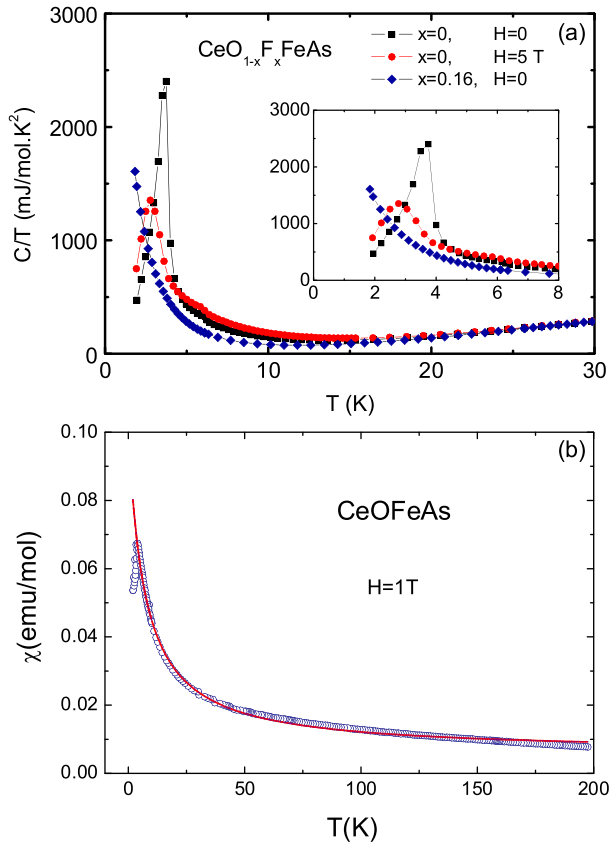 (a)
CeO1-xFxFeAs
x=0, H=0
x=0, H=5 T
x=0.16, H=0
C/T (mJ/mol.K²)
3000
2000
1000
0
0 10 20 30
T (K)
3000
2000
1000
0
0 2 4 6 8
(b)
CeOFeAs
H=1T
χ(emu/mol)
0.10
0.08
0.06
0.04
0.02
0.00
0 50 100 150 200
T(K)